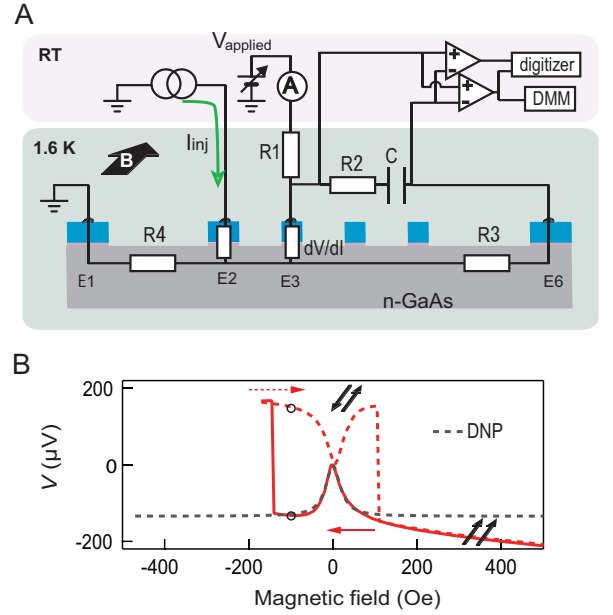 A
RT
V applied
A
+
-
+
-
digitizer
DMM
1.6 K
B
Iinj
R1
R2
C
R4
dV/dI
R3
E1
E2
E3
E6
n-GaAs
B
200
0
-200
V (µV)
DNP
-400
-200
0
200
400
Magnetic field (Oe)